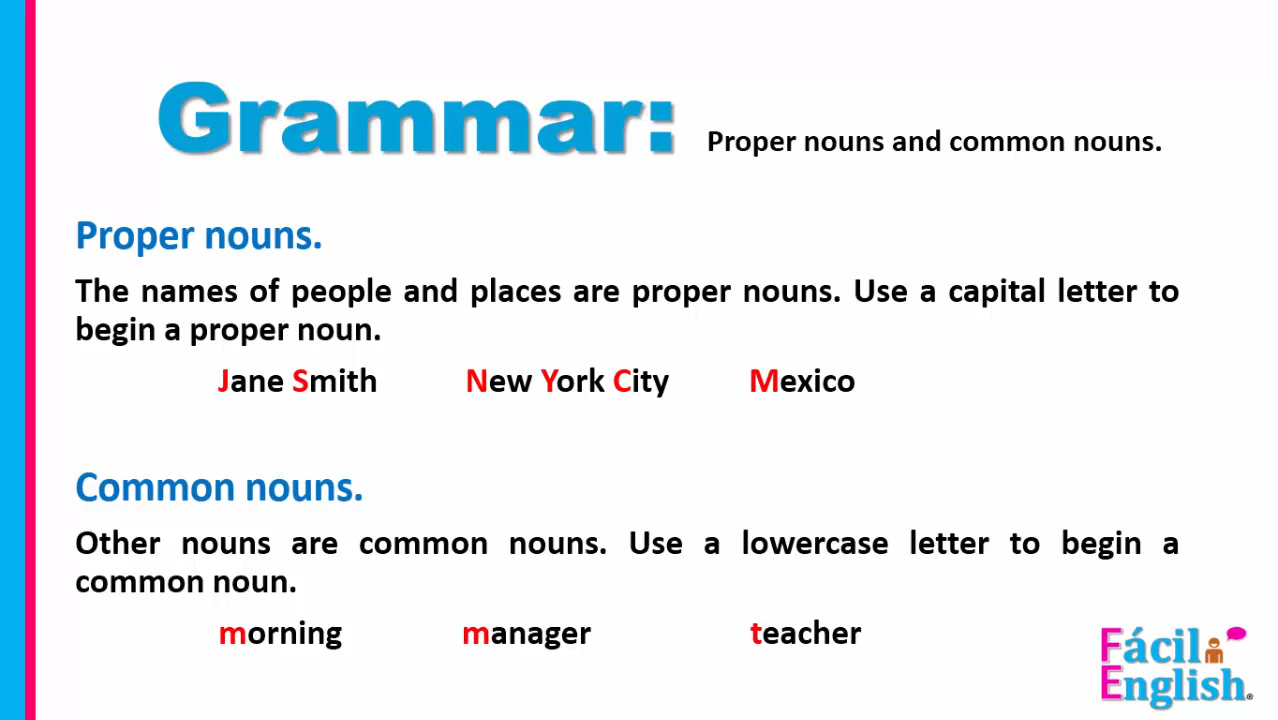 Grammar: Proper nouns and common nouns.
Proper nouns.
The names of people and places are proper nouns. Use a capital letter to
begin a proper noun.
Jane Smith New York City Mexico
Common nouns.
Other nouns are common nouns. Use a lowercase letter to begin a
common noun.
morning manager teacher
Fácil
English®